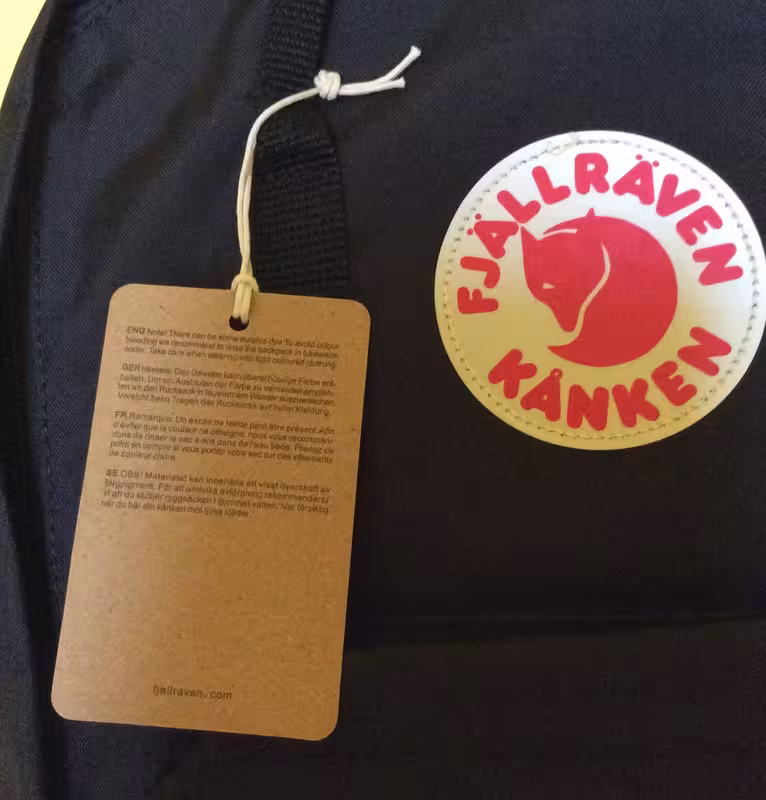 ENG Note! There can be some surplus dye To avoid colour
bleeding we recommend to rinse the backpack in lukewarm
water. Take care when wearing with light coloured clothing
GER Hinweis: Das Gewebe kann überschüssige Farbe ent-
halten. Um ein Ausbluten der Farbe zu vermeiden empfeh-
len wir den Rucksack in lauwarmem Wasser auszuwaschen.
Vorsicht beim Tragen des Rucksacks auf heller Kleidung.
FR Remarque: Un excès de teinte peut être présent. Afin
d'éviter que la couleur ne déteigne, nous vous recomman-
dons de rincer le sac à dos dans de l'eau tiède. Prenez ce
point en compte si vous portez votre sac sur des vêtements
de couleur claire.
SE OBS! Materialet kan innehålla ett visst överskott av
färgpigment. För att undvika avfärgning rekommenderar
vi att du sköljer ryggsäcken i ljummet vatten. Var försiktig
när du bär din kånken mot ljusa kläder
fjallraven.com
FJÄLLRÄVEN
KÅNKEN